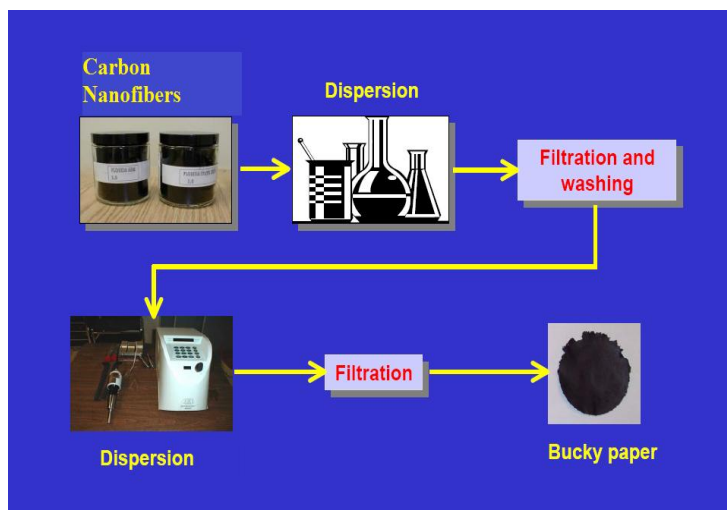 Carbon
Nanofibers
Dispersion
Filtration and
washing
Dispersion
Filtration
Bucky paper